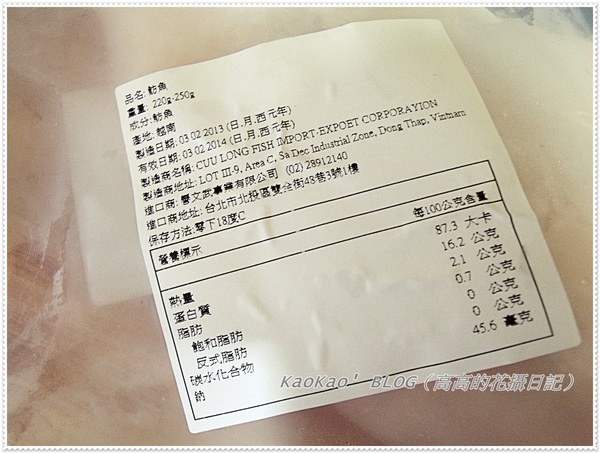 品名: 魴魚
重量: 220g-250g
成分: 魴魚
產地: 越南
製造日期: 03 02 2013 (日.月.西元年)
有效日期: 03 02 2014 (日.月.西元年)
製造商名稱: CUU LONG FISH IMPORT-EXPOET CORPORAYION
製造商地址: LOT III-9, Area C, Sa Dec Industrial Zone, Dong Thap, Vintnam
進口商: 文武事業有限公司 (02) 28912140
進口商地址: 台北市北投區雙全街48巷3號1樓
保存方法:零下18度C
營養標示
每100公克含量
熱量 87.3 大卡
蛋白質 16.2 公克
脂肪 2.1 公克
飽和脂肪 0.7 公克
反式脂肪 0 公克
碳水化合物 0 公克
鈉 45.6 毫克
KaoKao' BLOG (高高的花攝日記)